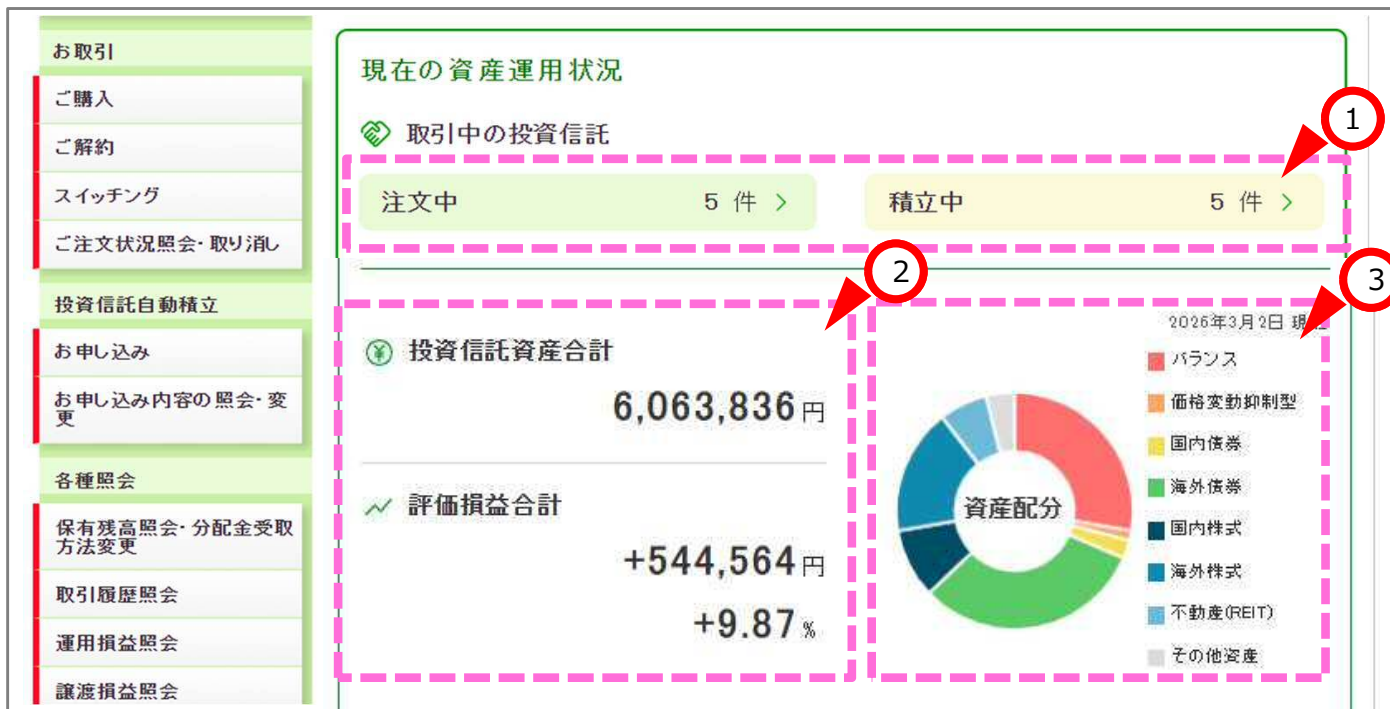 お取引
ご購入
ご解約
スイッチング
ご注文状況照会・取り消し
投資信託自動積立
お申し込み
お申し込み内容の照会・変
更
各種照会
保有残高照会・分配金受取
方法変更
取引履歴照会
運用損益照会
譲渡損益照会
現在の資産運用状況
取引中の投資信託
1
注文中 5 件 >
積立中 5 件 >
2
投資信託資産合計
6,063,836 円
評価損益合計
+544,564 円
+9.87 %
3
2026年3月2日
資産配分
バランス
価格変動抑制型
国内債券
海外債券
国内株式
海外株式
不動産(REIT)
その他資産